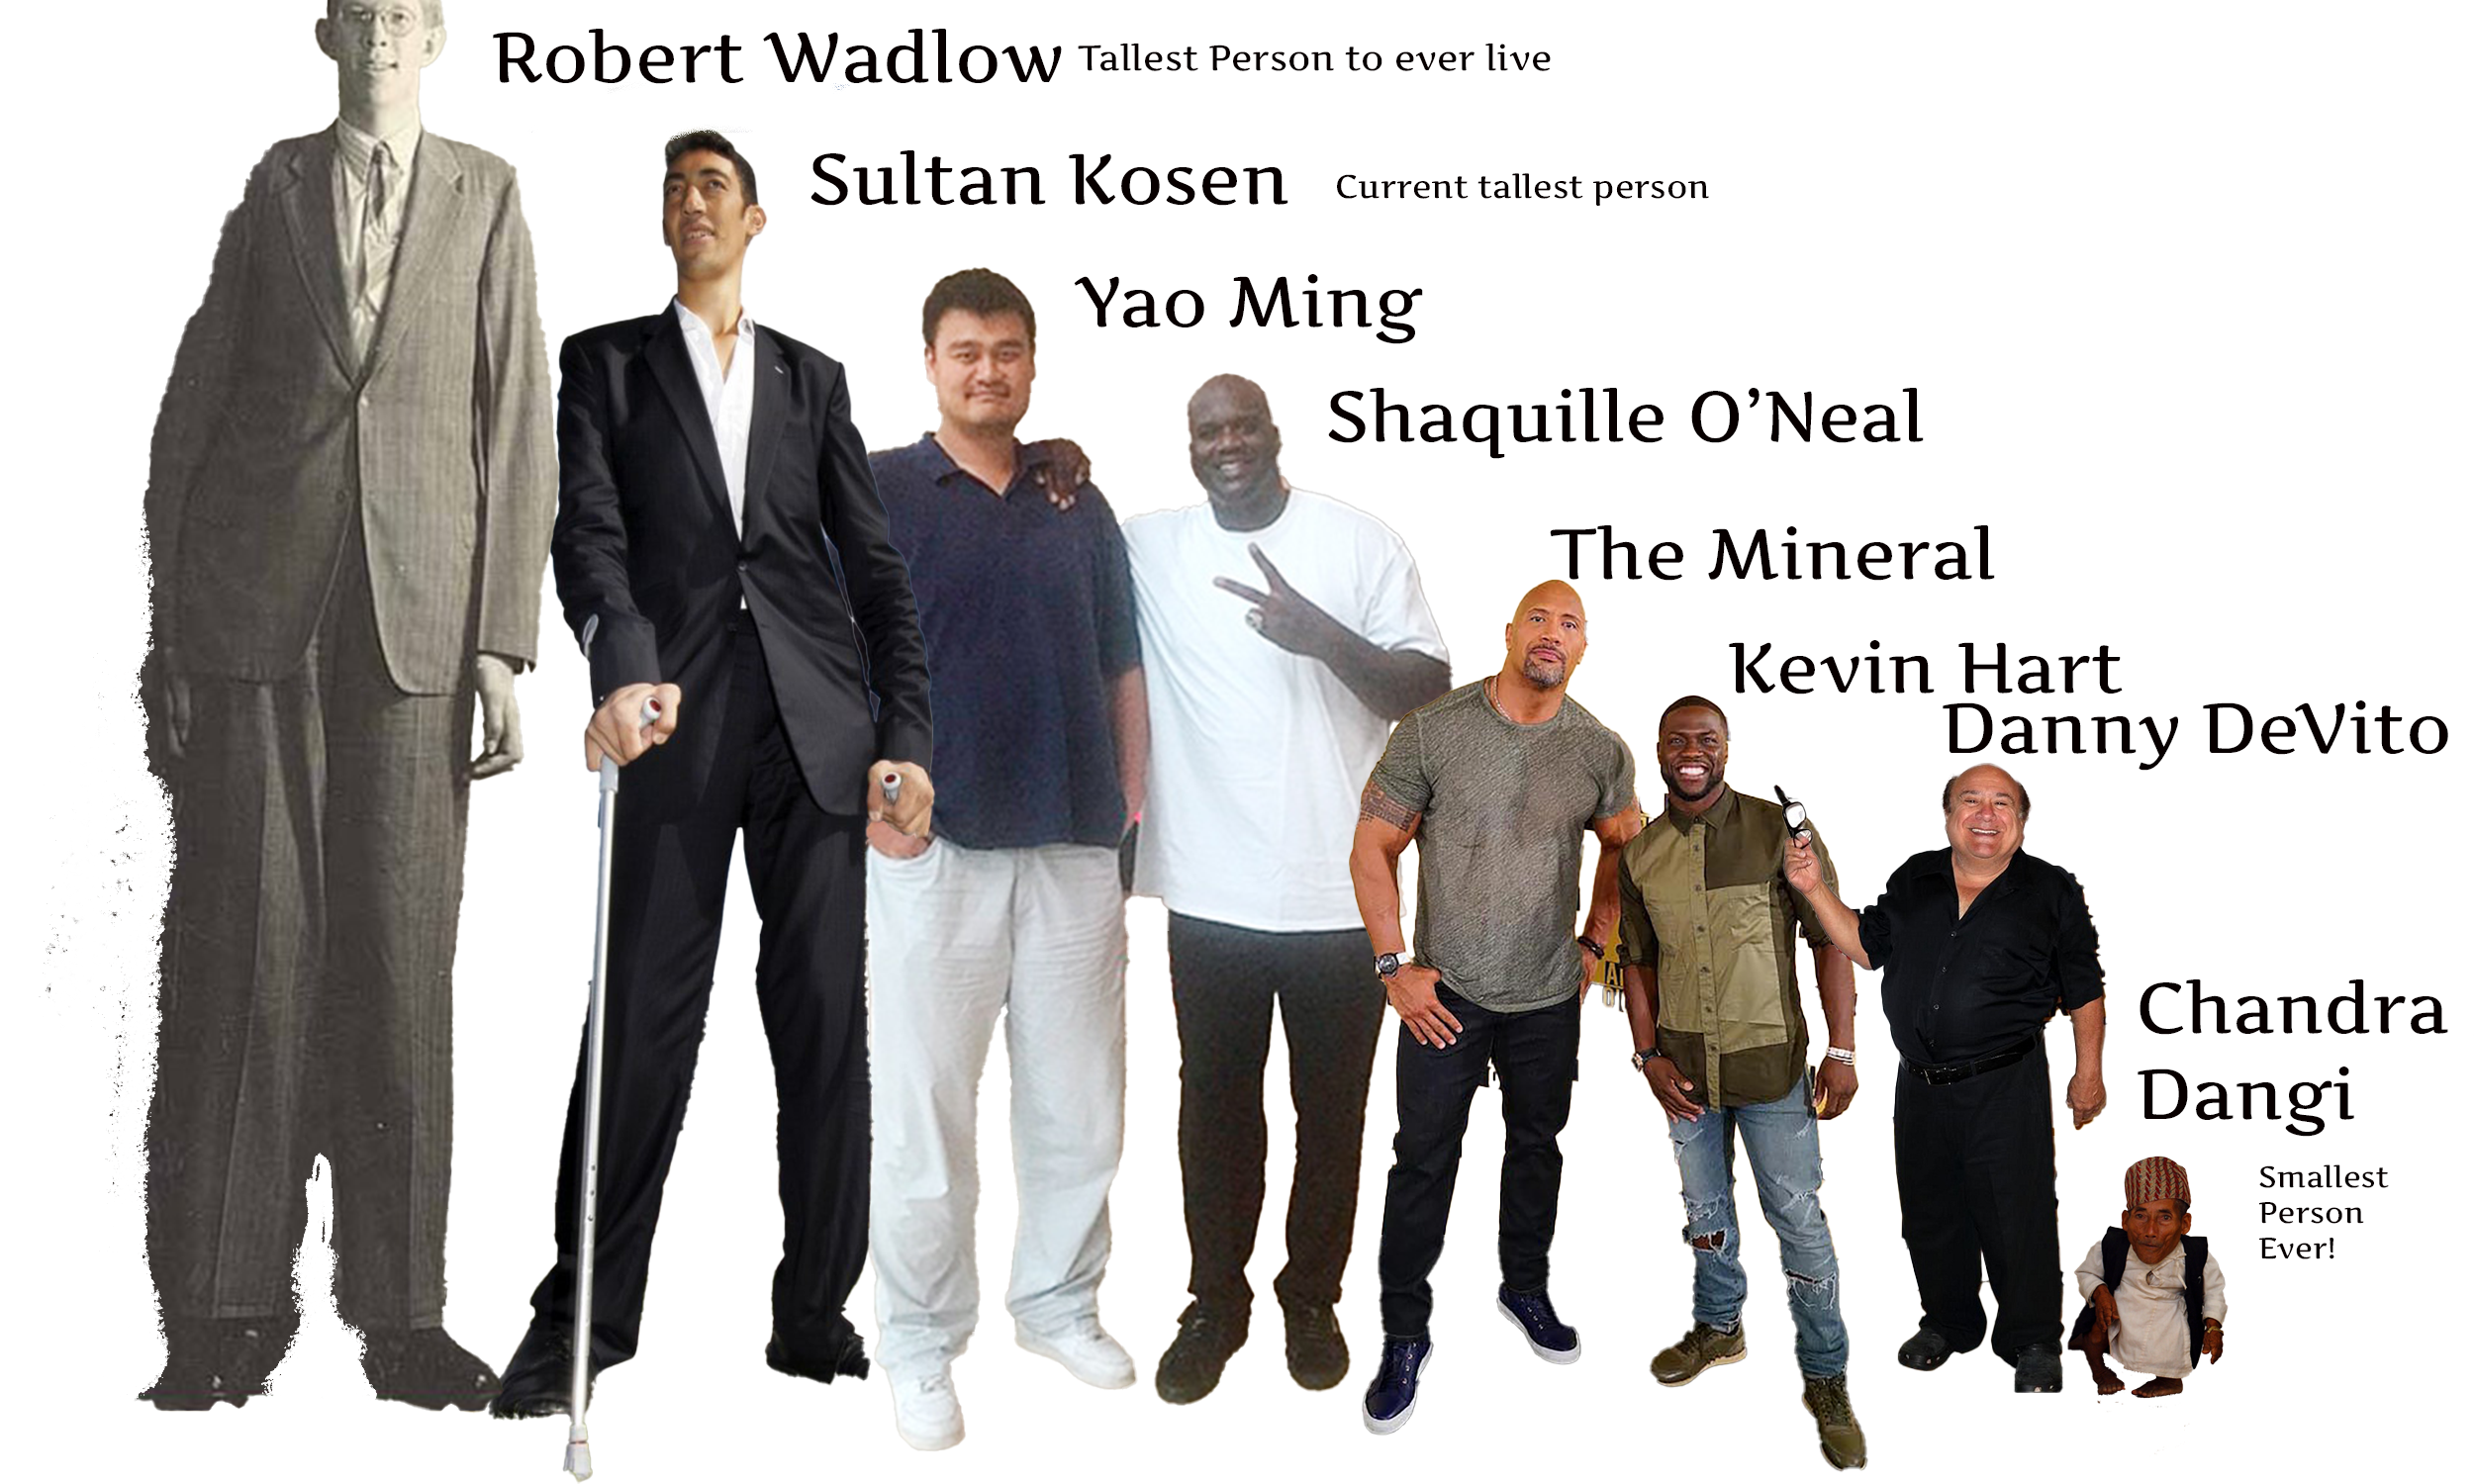 Robert Wadlow Tallest Person to ever live
Sultan Kosen Current tallest person
Yao Ming
Shaquille O'Neal
The Mineral
Kevin Hart
Danny DeVito
Chandra
Dangi
Smallest
Person
Ever!